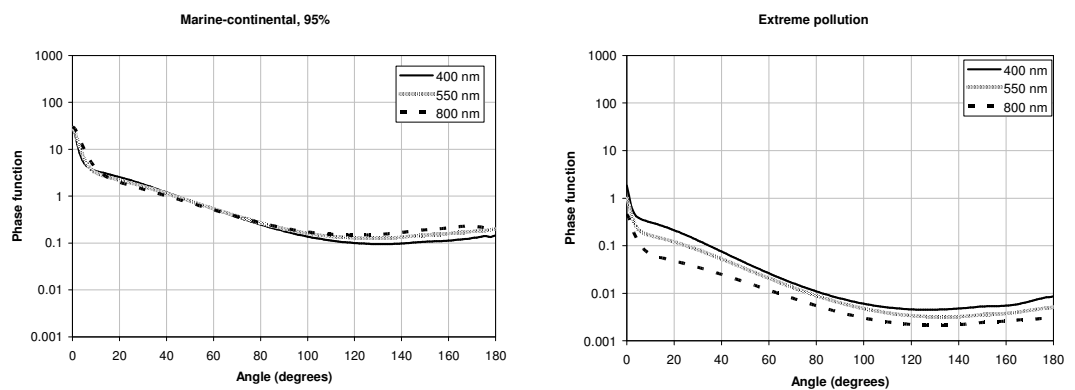 Marine-continental, 95%
1000
100
10
1
0.1
0.01
0.001
Phase function
400 nm
550 nm
800 nm
0 20 40 60 80 100 120 140 160 180
Angle (degrees)
Extreme pollution
1000
100
10
1
0.1
0.01
0.001
Phase function
400 nm
550 nm
800 nm
0 20 40 60 80 100 120 140 160 180
Angle (degrees)